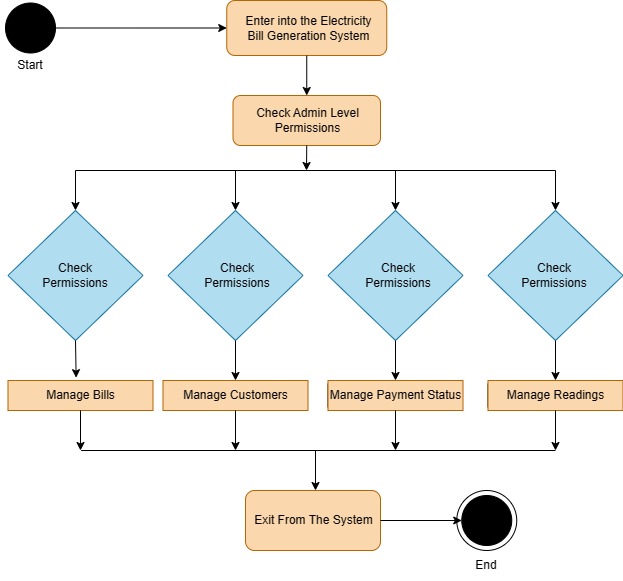 Start
Enter into the Electricity
Bill Generation System
Check Admin Level
Permissions
Check
Permissions
Check
Permissions
Check
Permissions
Check
Permissions
Manage Bills
Manage Customers
Manage Payment Status
Manage Readings
Exit From The System
End